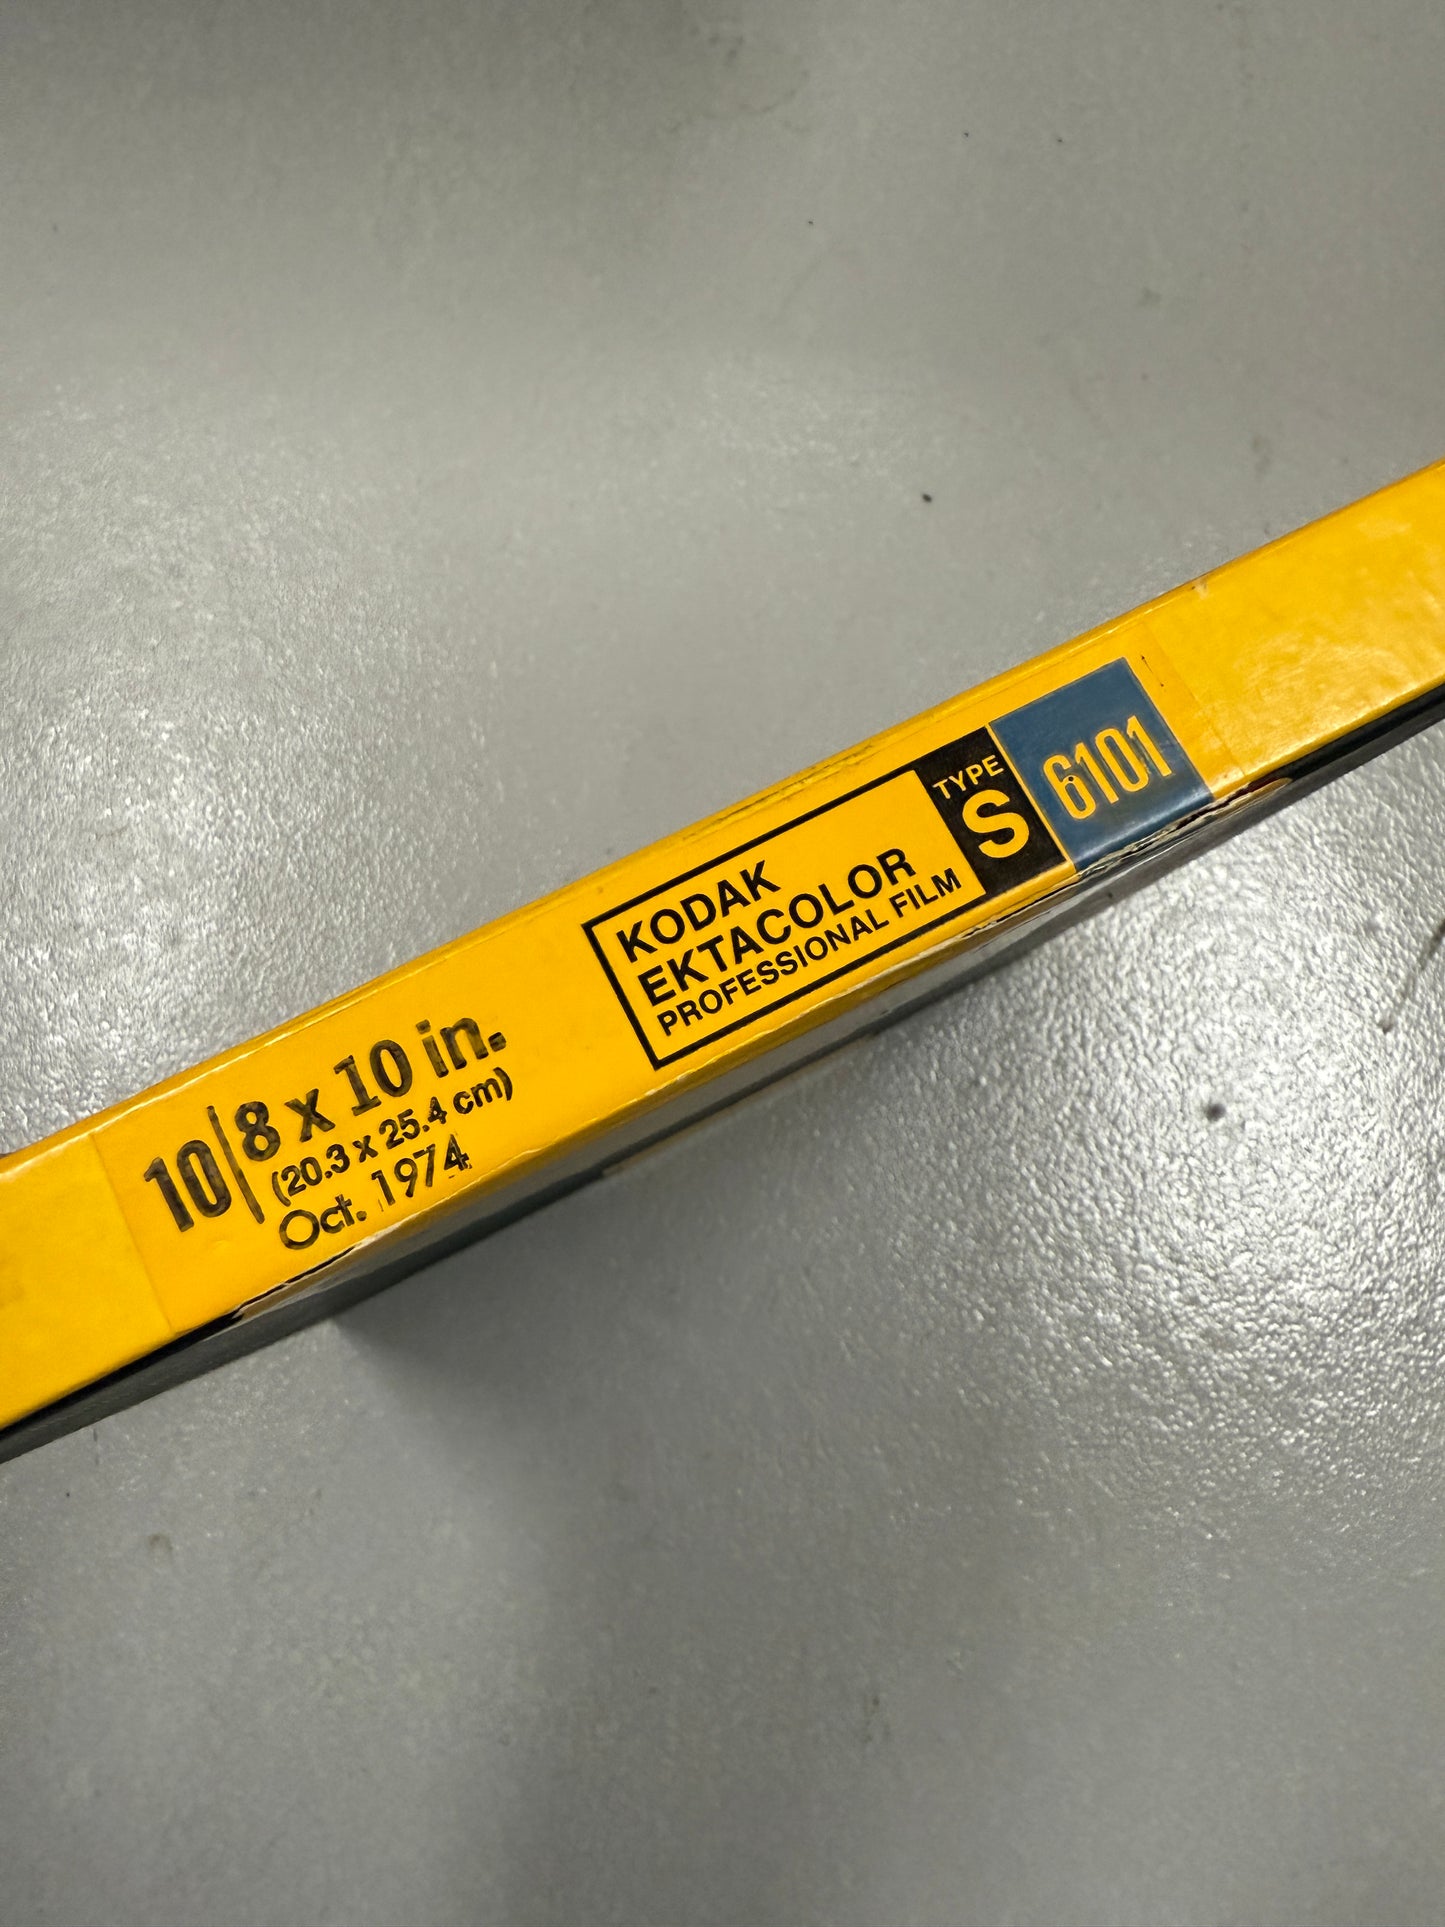 10 | 8 x 10 in.
(20.3 x 25.4 cm)
Oct. 1974
KODAK
EKTACOLOR
PROFESSIONAL FILM
TYPE
S
6101